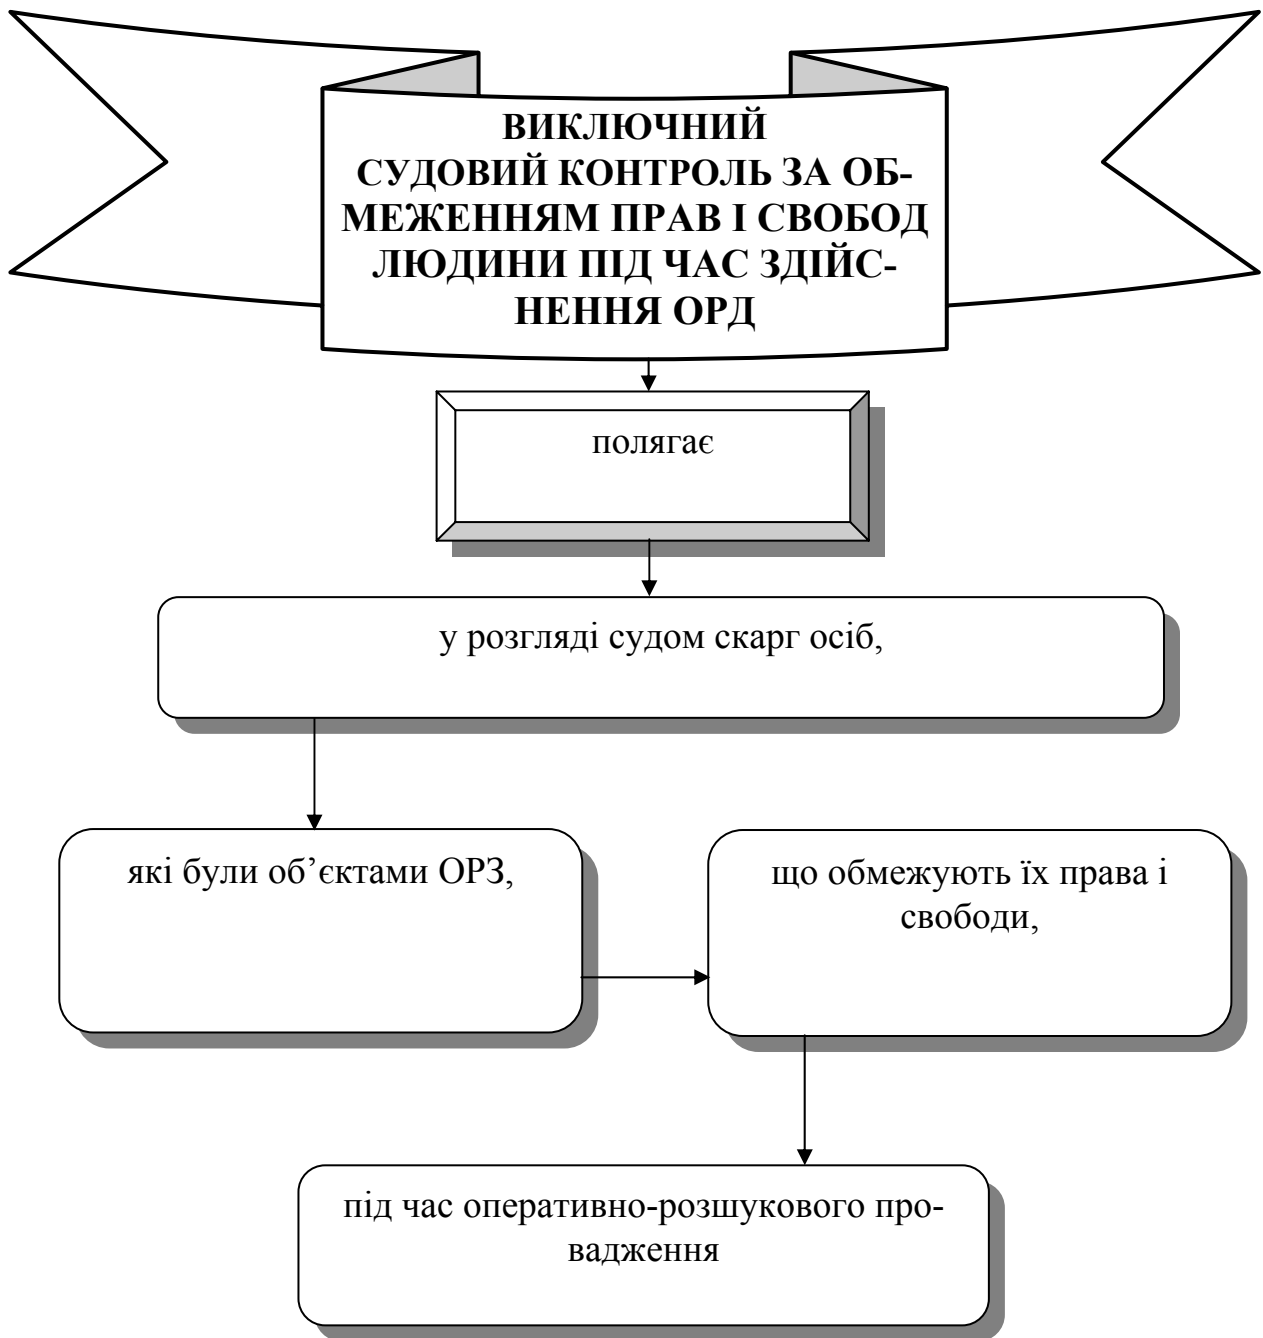 ВИКЛЮЧНИЙ
СУДОВИЙ КОНТРОЛЬ ЗА ОБ-
МЕЖЕННЯМ ПРАВ І СВОБОД
ЛЮДИНИ ПІД ЧАС ЗДІЙС-
НЕННЯ ОРД
полягає
у розгляді судом скарг осіб,
які були об’єктами ОРЗ,
що обмежують їх права і
свободи,
під час оперативно-розшукового про-
вадження